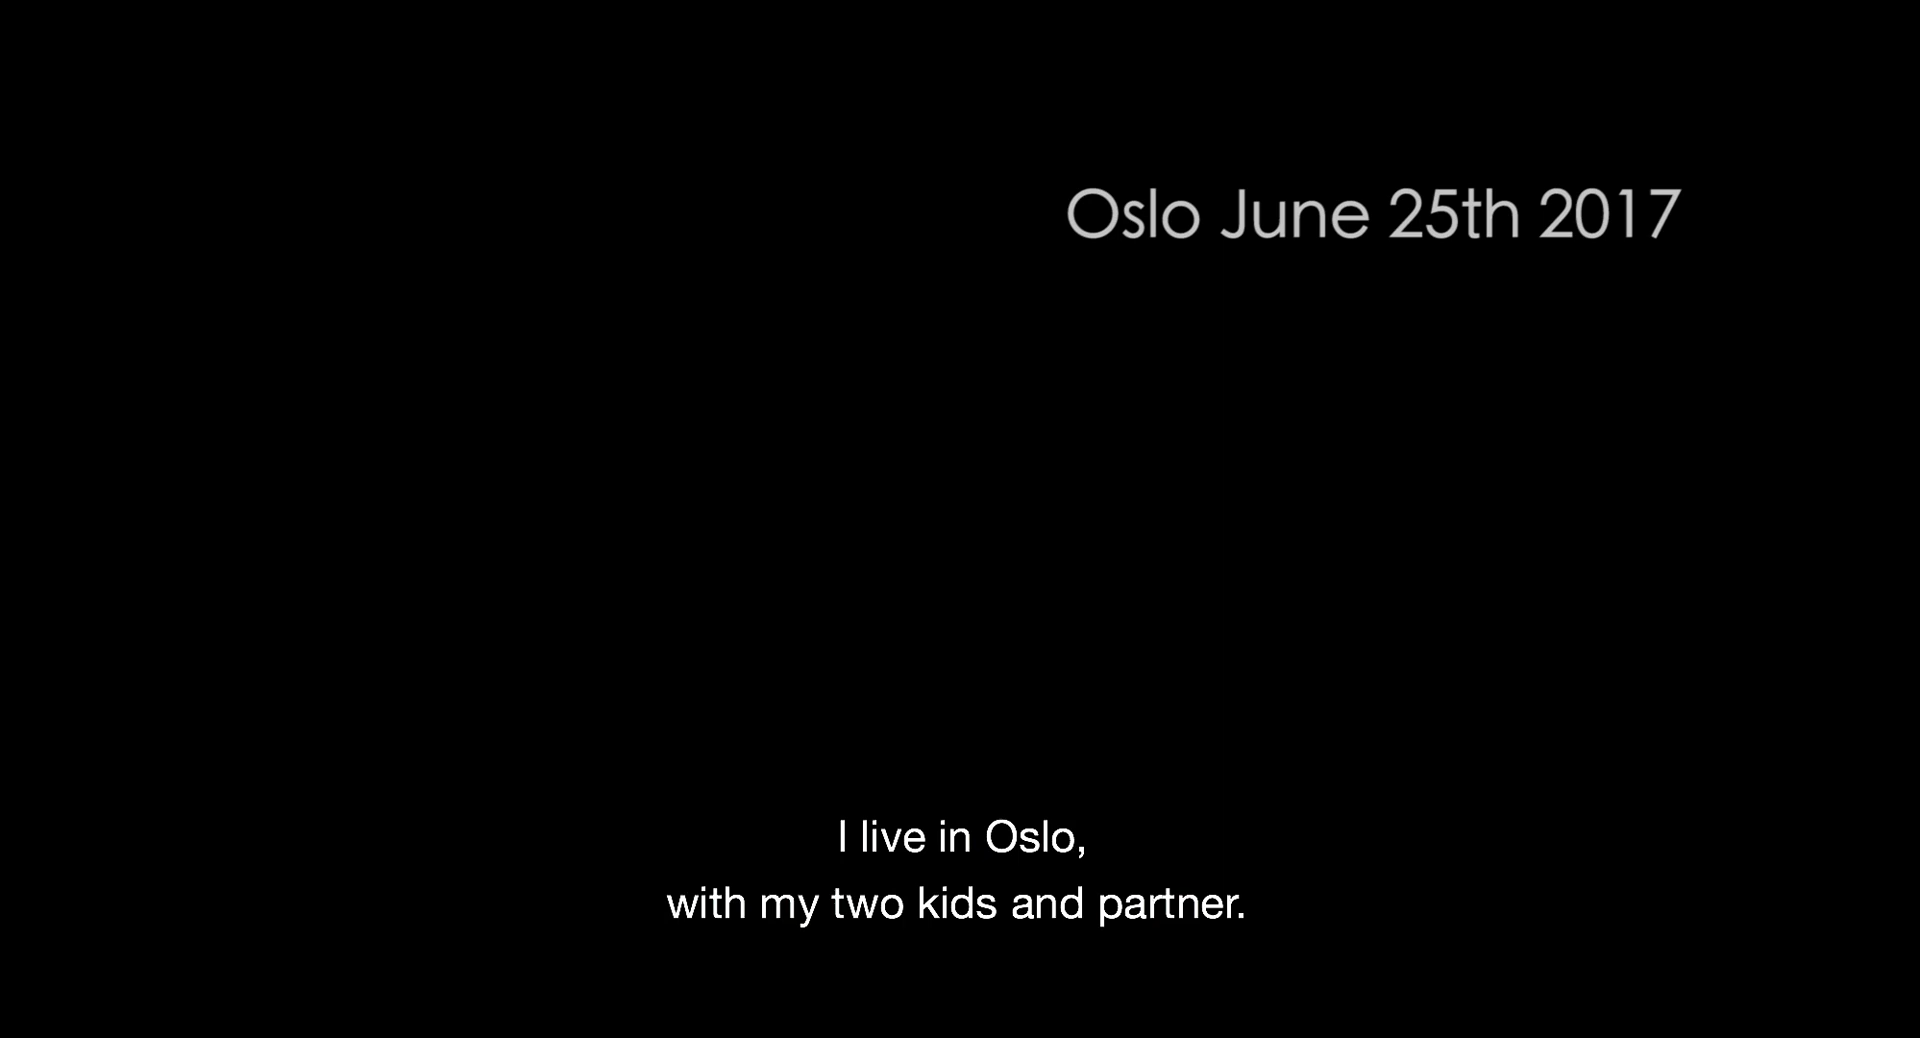 Oslo June 25th 2017
I live in Oslo,
with my two kids and partner.